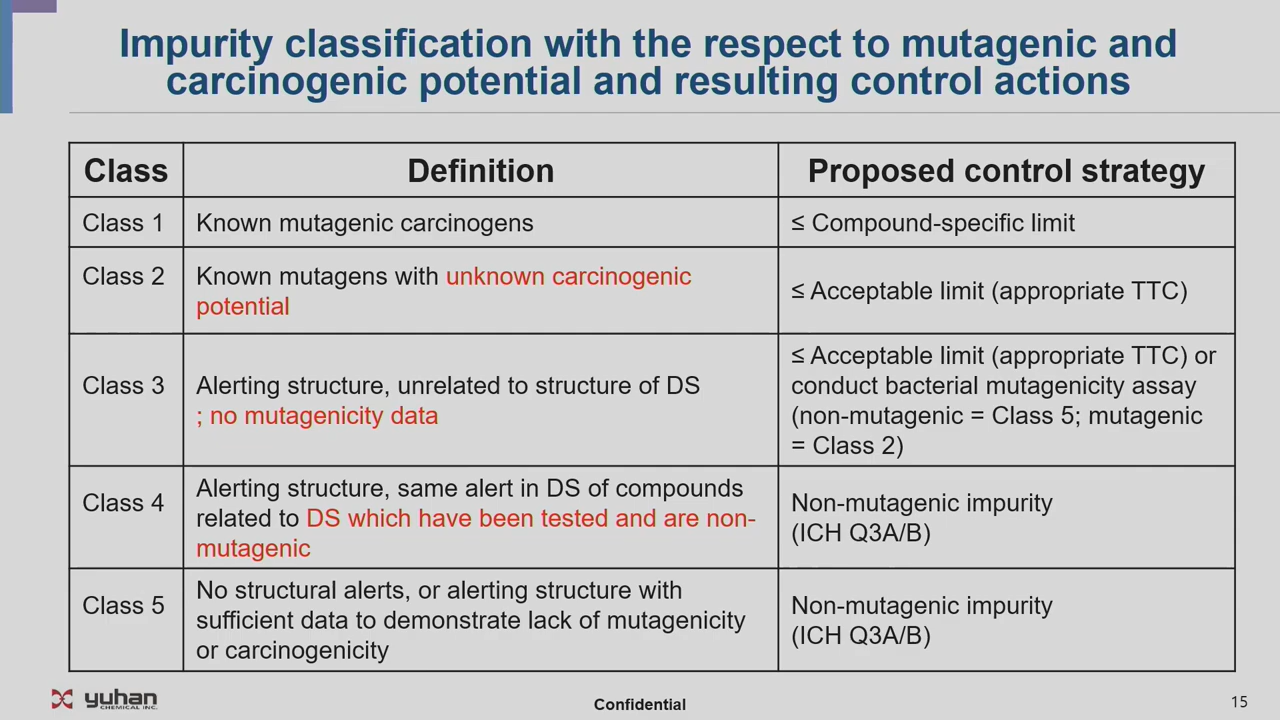 Impurity classification with the respect to mutagenic and
carcinogenic potential and resulting control actions
Class
Definition
Proposed control strategy
Class 1
Known mutagenic carcinogens
≤ Compound-specific limit
Class 2
Known mutagens with unknown carcinogenic
potential
≤ Acceptable limit (appropriate TTC)
Class 3
Alerting structure, unrelated to structure of DS
; no mutagenicity data
≤ Acceptable limit (appropriate TTC) or
conduct bacterial mutagenicity assay
(non-mutagenic = Class 5; mutagenic
= Class 2)
Class 4
Alerting structure, same alert in DS of compounds
related to DS which have been tested and are non-
mutagenic
Non-mutagenic impurity
(ICH Q3A/B)
Class 5
No structural alerts, or alerting structure with
sufficient data to demonstrate lack of mutagenicity
or carcinogenicity
Non-mutagenic impurity
(ICH Q3A/B)
yuhan
CHEMICAL INC.
Confidential
15